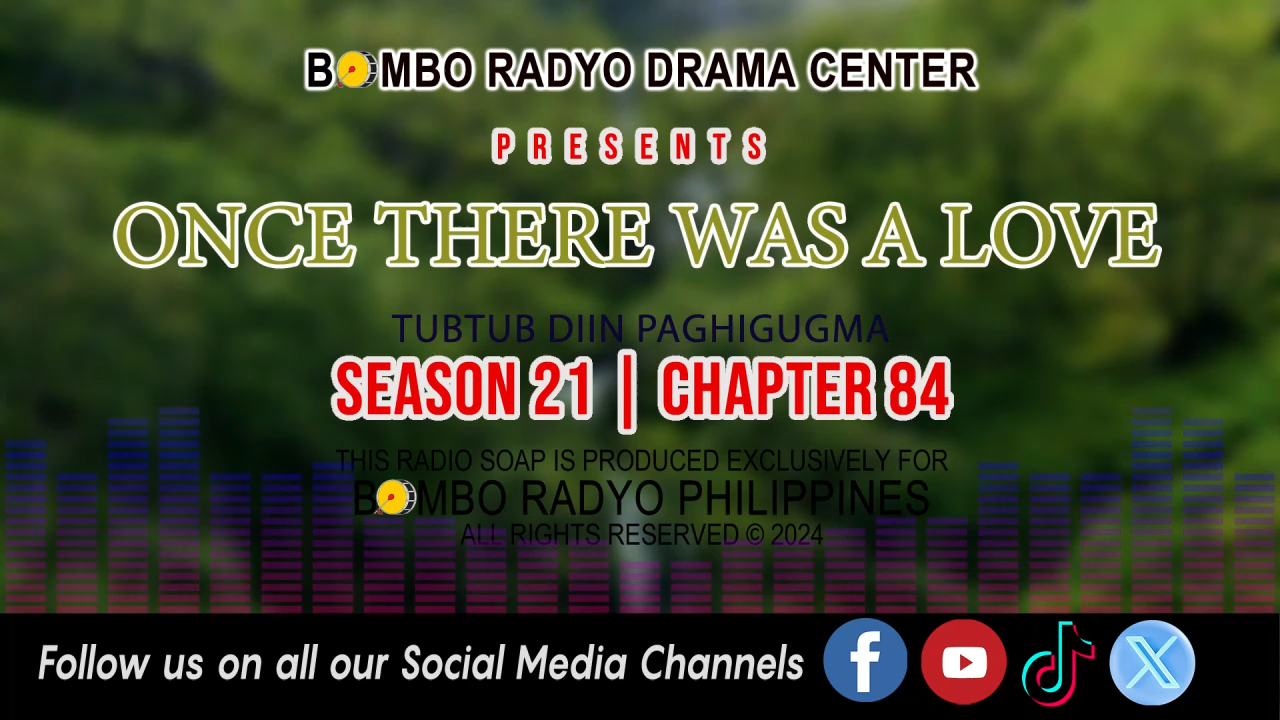 BOMBO RADYO DRAMA CENTER
PRESENTS
ONCE THERE WAS A LOVE
TUBTUB DIIN PAGHIGUGMA
SEASON 21 | CHAPTER 84
THIS RADIO SOAP IS PRODUCED EXCLUSIVELY FOR
BOMBO RADYO PHILIPPINES
ALL RIGHTS RESERVED © 2024
Follow us on all our Social Media Channels